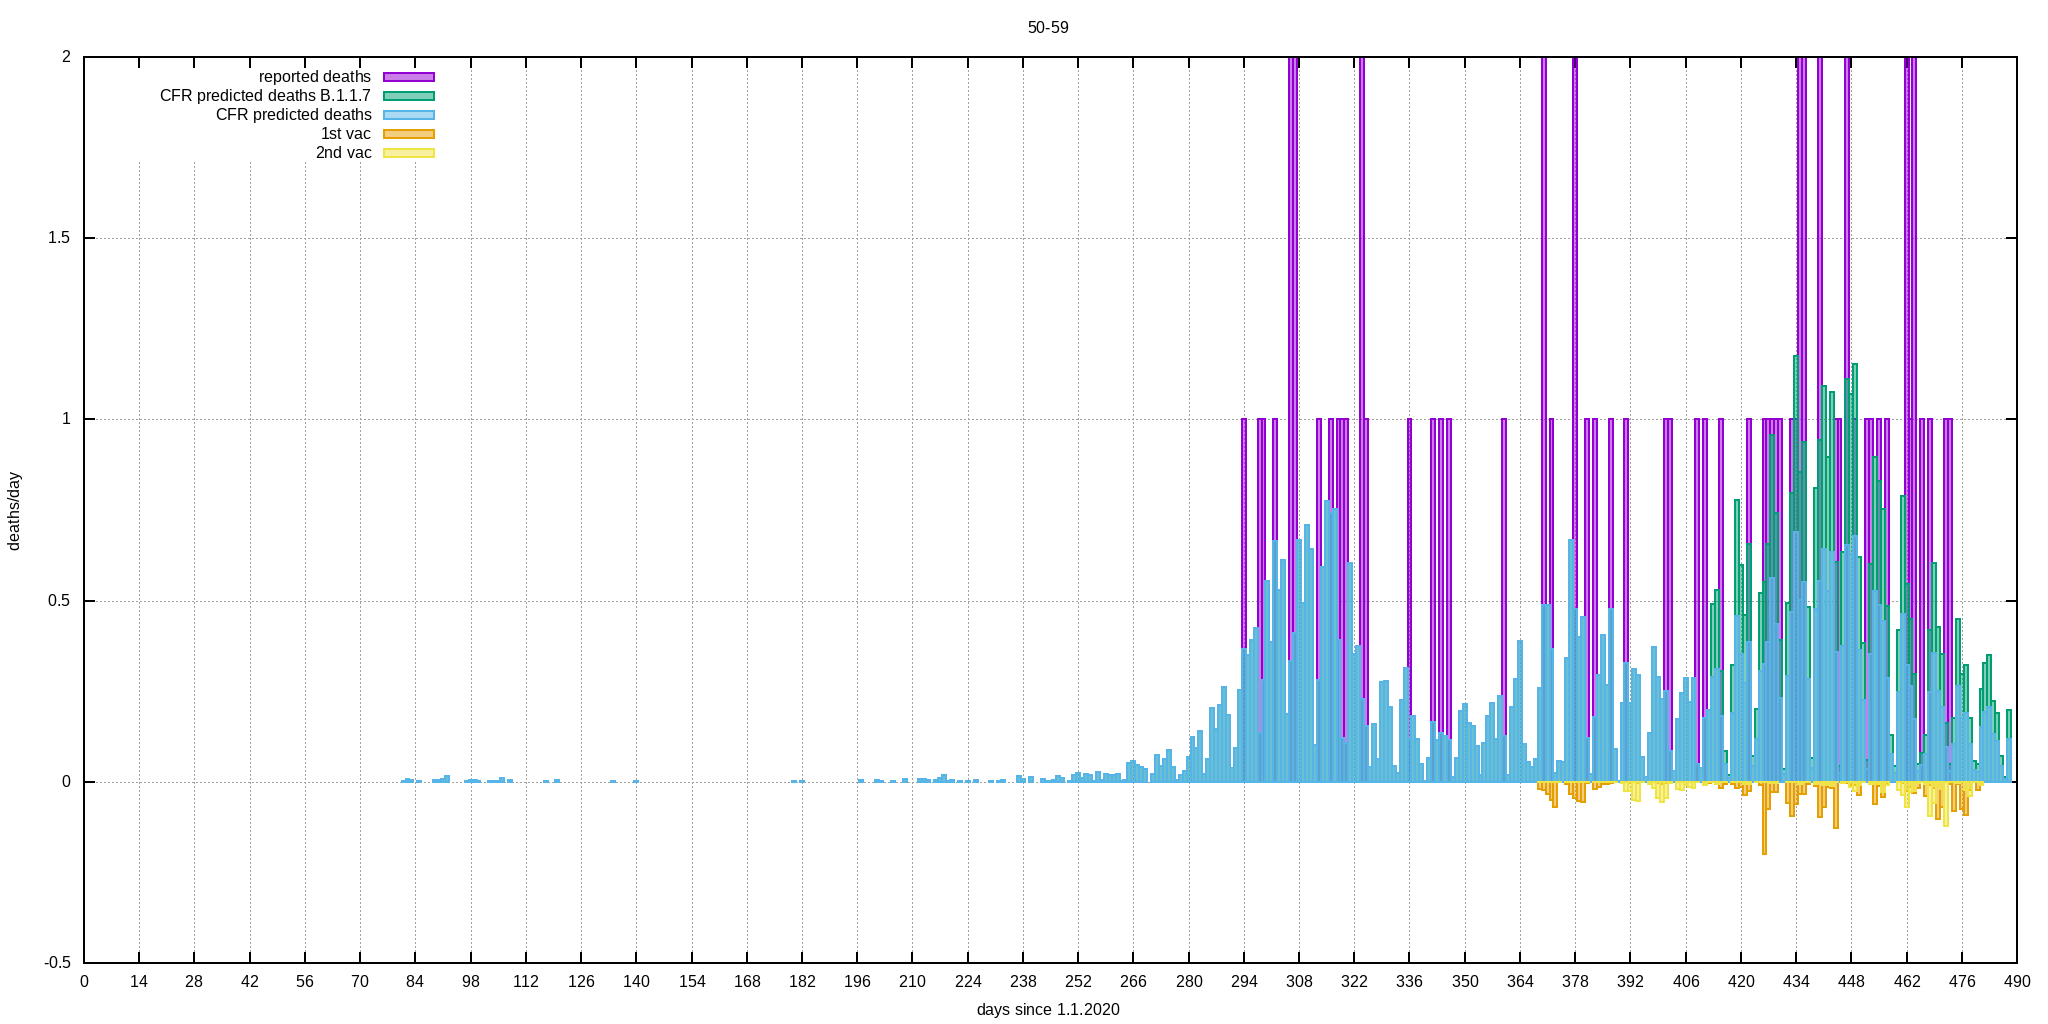 50-59
reported deaths
CFR predicted deaths B.1.1.7
CFR predicted deaths
1st vac
2nd vac
2
1.5
1
0.5
0
-0.5
deaths/day
0 14 28 42 56 70 84 98 112 126 140 154 168 182 196 210 224 238 252 266 280 294 308 322 336 350 364 378 392 406 420 434 448 462 476 490
days since 1.1.2020